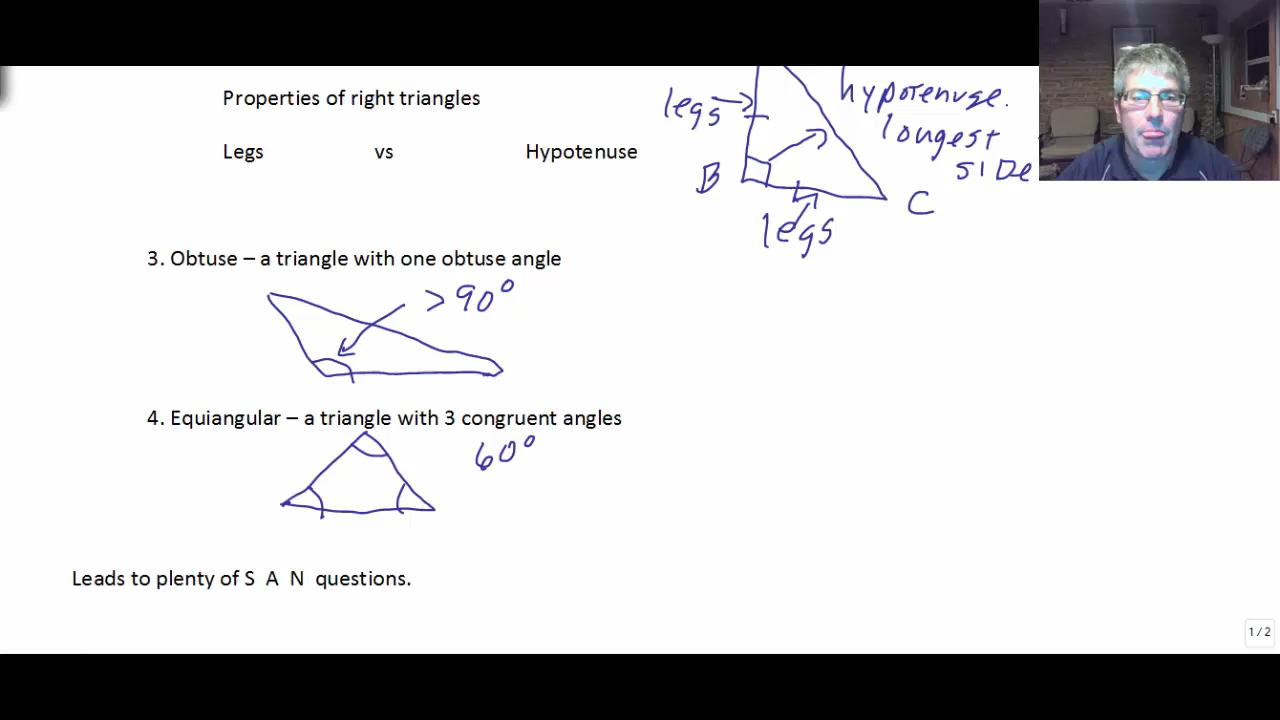 Properties of right triangles
Legs vs Hypotenuse
legs
hypotenuse.
longest
side
B
C
legs
3. Obtuse – a triangle with one obtuse angle
> 90°
4. Equiangular – a triangle with 3 congruent angles
60°
Leads to plenty of S A N questions.
1 / 2